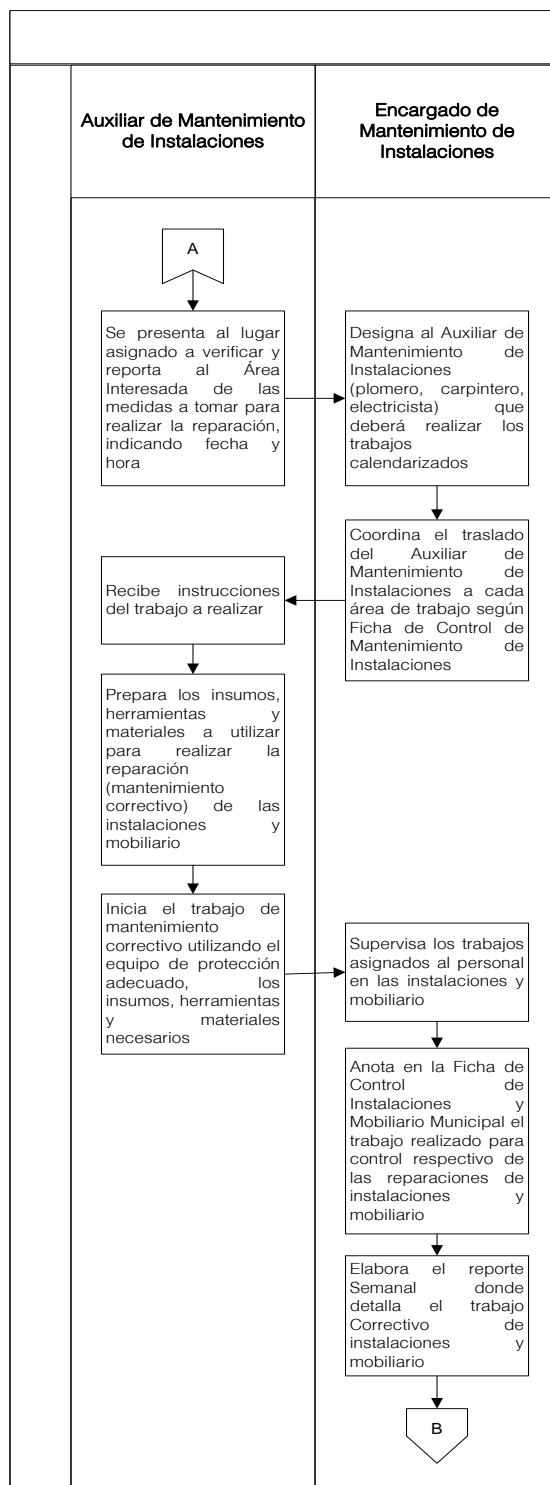 Auxiliar de Mantenimiento
de Instalaciones
Encargado de
Mantenimiento de
Instalaciones
A
Se presenta al lugar
asignado a verificar y
reporta al Área
Interesada de las
medidas a tomar para
realizar la reparación,
indicando fecha y
hora
Designa al Auxiliar de
Mantenimiento de
Instalaciones
(plomero, carpintero,
electricista) que
deberá realizar los
trabajos
calendarizados
Coordina el traslado
del Auxiliar de
Mantenimiento de
Instalaciones a cada
área de trabajo según
Ficha de Control de
Mantenimiento de
Instalaciones
Recibe instrucciones
del trabajo a realizar
Prepara los insumos,
herramientas y
materiales a utilizar
para realizar la
reparación
(mantenimiento
correctivo) de las
instalaciones y
mobiliario
Inicia el trabajo de
mantenimiento
correctivo utilizando el
equipo de protección
adecuado, los
insumos, herramientas
y materiales
necesarios
Supervisa los trabajos
asignados al personal
en las instalaciones y
mobiliario
Anota en la Ficha de
Control de
Instalaciones y
Mobiliario Municipal el
trabajo realizado para
control respectivo de
las reparaciones de
instalaciones y
mobiliario
Elabora el reporte
Semanal donde
detalla el trabajo
Correctivo de
instalaciones y
mobiliario
B